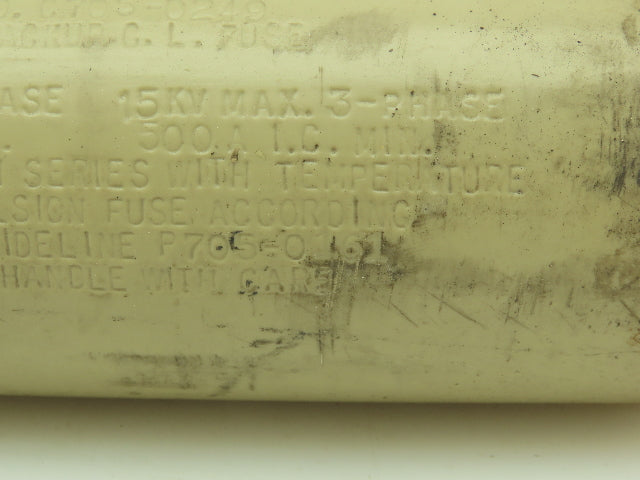 BACKUP C. L. FUSE
ASE 15KV MAX. 3-PHASE
500 A I.C. MIN.
SERIES WITH TEMPERATURE
LSION FUSE ACCORDING
IDELINE P705-0161
HANDLE WITH CARE